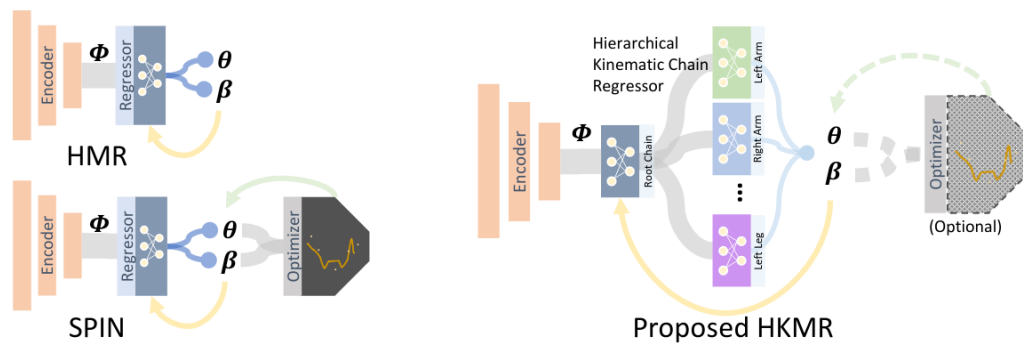 Encoder
Φ
Regressor
θ
β
HMR
Encoder
Φ
Regressor
θ
β
Optimizer
SPIN
Hierarchical
Kinematic Chain
Regressor
Encoder
Φ
Root Chain
Left Arm
Right Arm
...
Left Leg
θ
β
Optimizer
(Optional)
Proposed HKMR